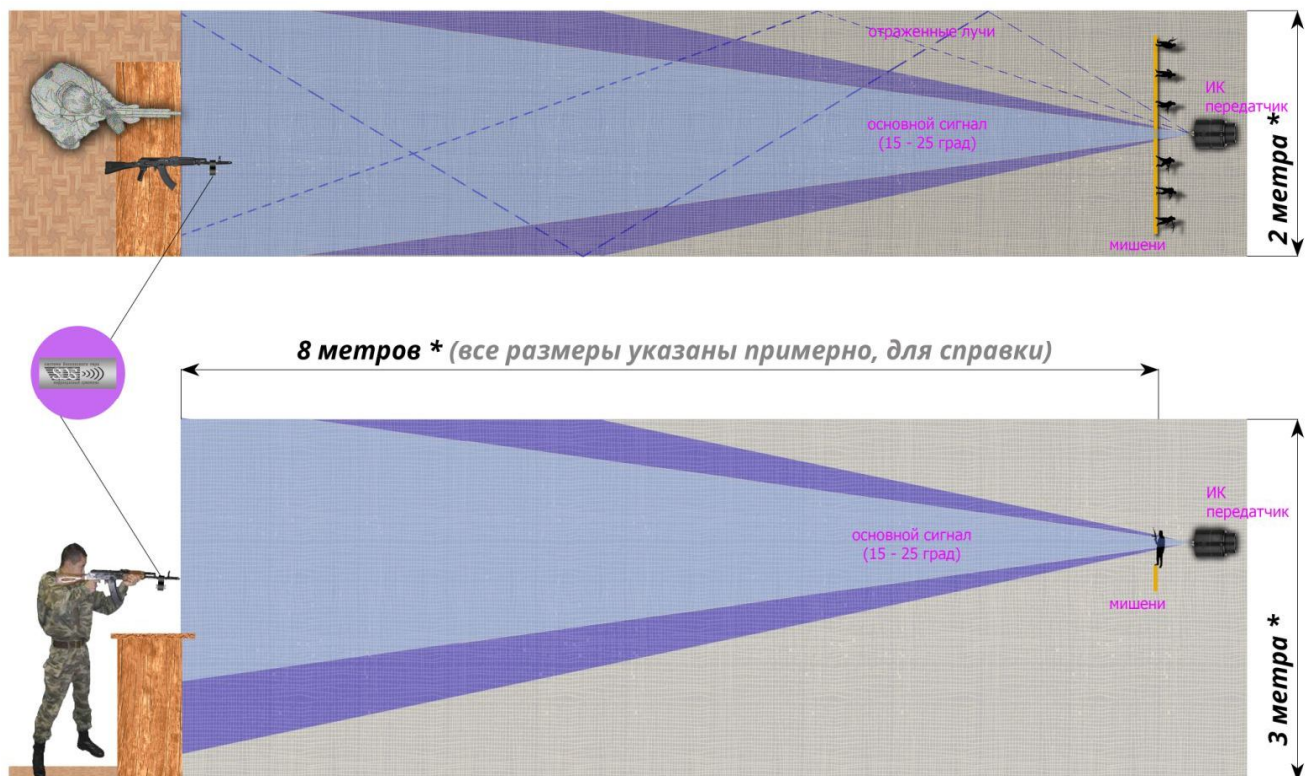 отраженные лучи
ИК
передатчик
основной сигнал
(15 - 25 град)
мишени
2 метра *
8 метров * (все размеры указаны примерно, для справки)
ИК
передатчик
основной сигнал
(15 - 25 град)
мишени
3 метра *